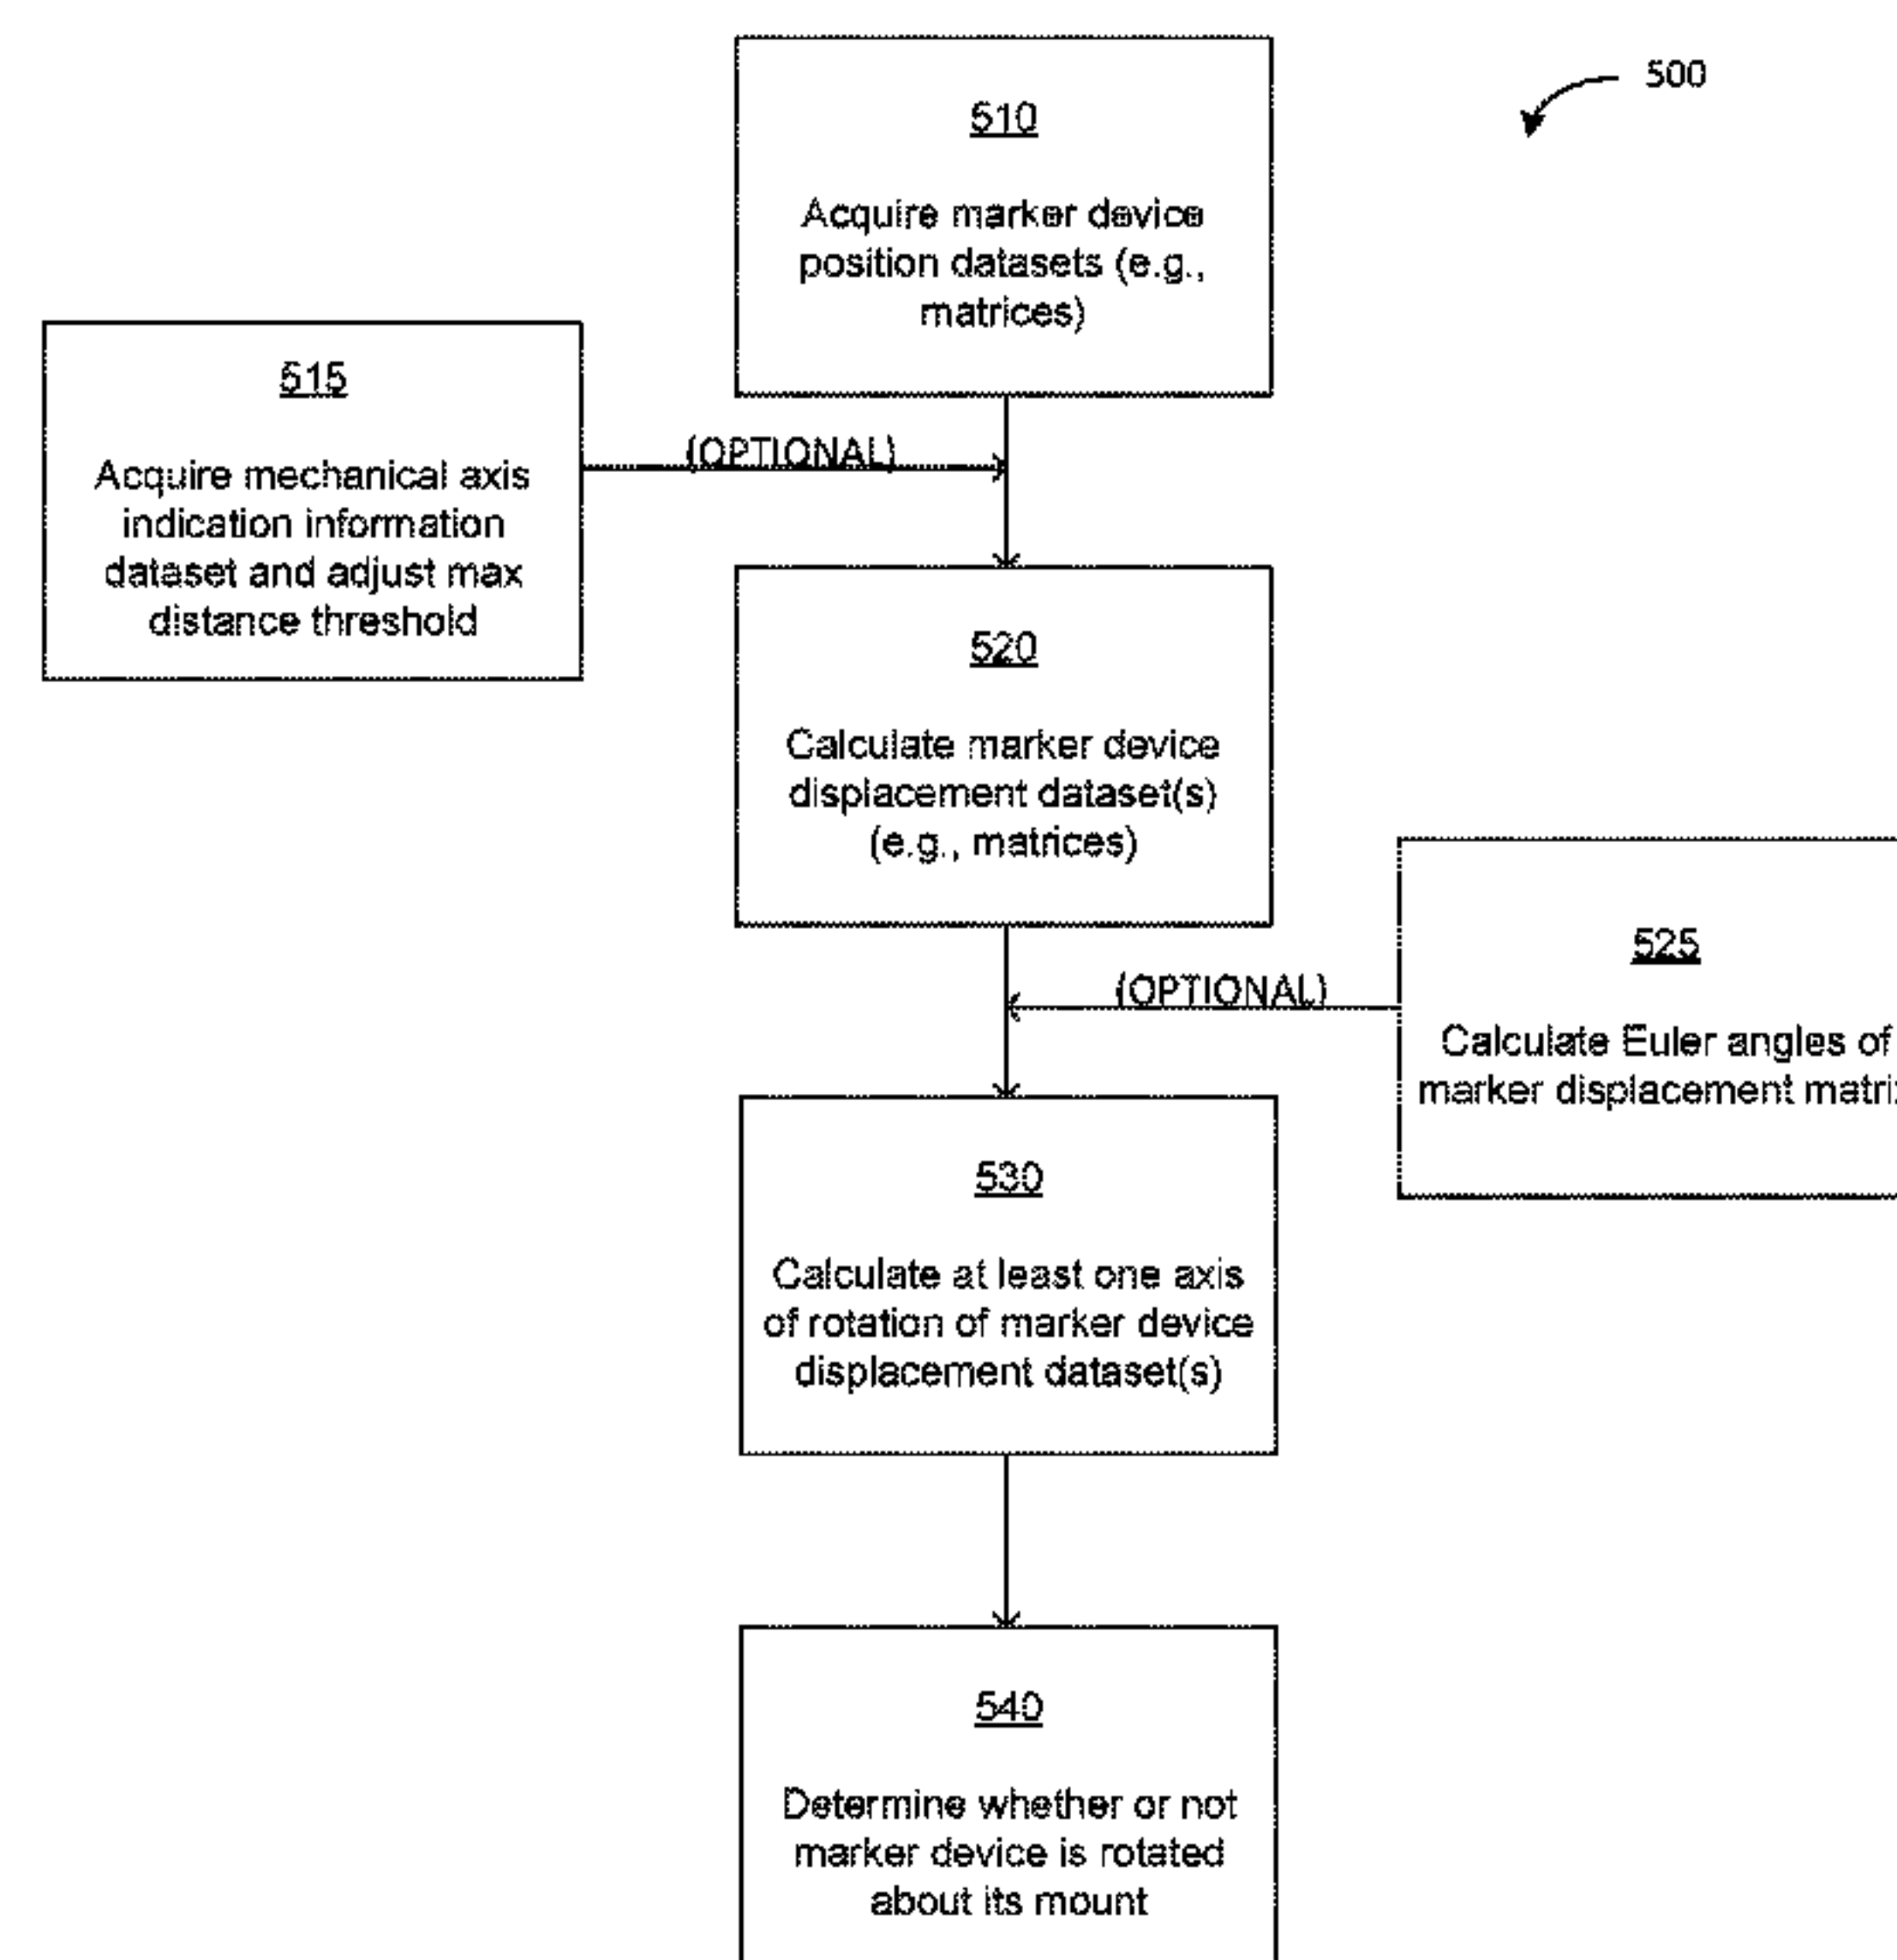 500
510
Acquire marker device
position datasets (e.g.,
matrices)
515
Acquire mechanical axis
indication information
dataset and adjust max
distance threshold
(OPTIONAL)
520
Calculate marker device
displacement dataset(s)
(e.g., matrices)
525
Calculate Euler angles of
marker displacement
(OPTIONAL)
530
Calculate at least one axis
of rotation of marker device
displacement dataset(s)
540
Determine whether or not
marker device is rotated
about its mount